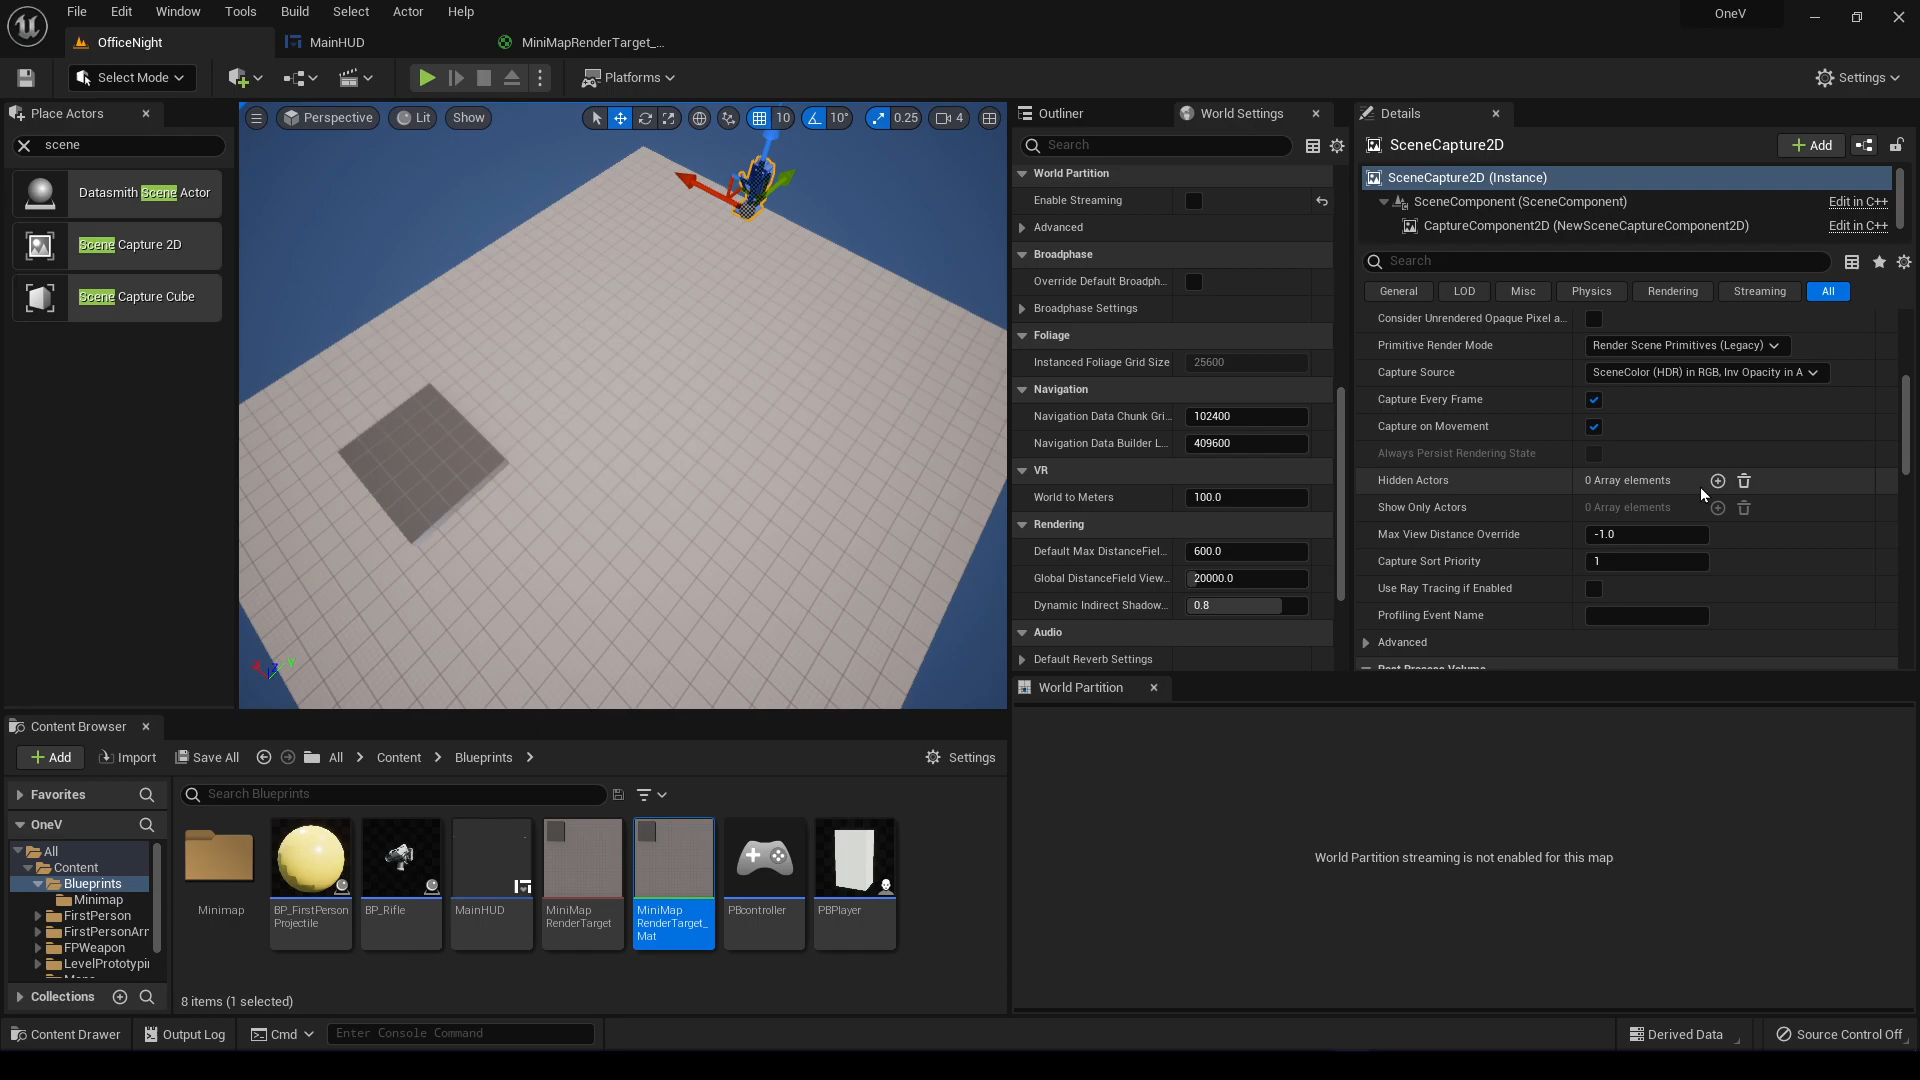 File Edit Window Tools Build Select Actor Help
OneV
OfficeNight MainHUD MiniMapRenderTarget_...
Select Mode Platforms Settings
Place Actors
scene
Datasmith Scene Actor
Scene Capture 2D
Scene Capture Cube
Perspective Lit Show 10 10° 0.25 4
Outliner World Settings
Search
World Partition
Enable Streaming
Advanced
Broadphase
Override Default Broadph...
Broadphase Settings
Foliage
Instanced Foliage Grid Size 25600
Navigation
Navigation Data Chunk Gri... 102400
Navigation Data Builder L... 409600
VR
World to Meters 100.0
Rendering
Default Max DistanceFiel... 600.0
Global DistanceField View... 20000.0
Dynamic Indirect Shadow... 0.8
Audio
Default Reverb Settings
Details
SceneCapture2D Add
SceneCapture2D (Instance)
SceneComponent (SceneComponent) Edit in C++
CaptureComponent2D (NewSceneCaptureComponent2D) Edit in C++
Search
General LOD Misc Physics Rendering Streaming All
Consider Unrendered Opaque Pixel a...
Primitive Render Mode Render Scene Primitives (Legacy)
Capture Source SceneColor (HDR) in RGB, Inv Opacity in A
Capture Every Frame
Capture on Movement
Always Persist Rendering State
Hidden Actors 0 Array elements
Show Only Actors 0 Array elements
Max View Distance Override -1.0
Capture Sort Priority 1
Use Ray Tracing if Enabled
Profiling Event Name
Advanced
Post Process Volume
World Partition
World Partition streaming is not enabled for this map
Content Browser
Add Import Save All All Content Blueprints Settings
Favorites
OneV
All
Content
Blueprints
Minimap
FirstPerson
FirstPersonArr
FPWeapon
LevelPrototypi
Collections
Search Blueprints
Minimap
BP_FirstPerson
Projectile
BP_Rifle
MainHUD
MiniMap
RenderTarget
MiniMap
RenderTarget_
Mat
PBcontroller
PBPlayer
8 items (1 selected)
Content Drawer Output Log Cmd Enter Console Command Derived Data Source Control Off